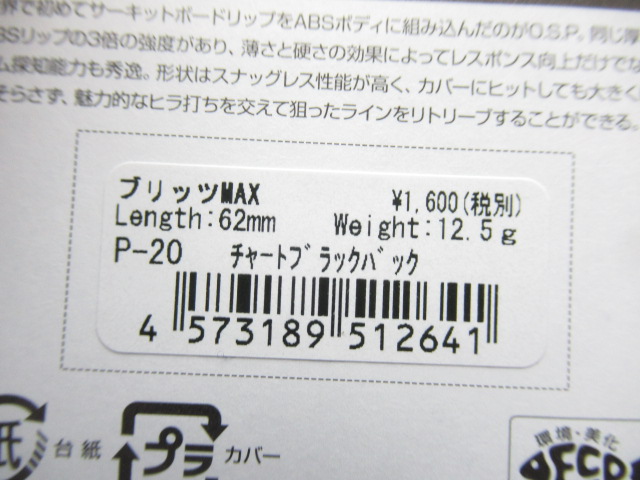 界で初めてサーキットボードリップをABSボディに組み込んだのがO.S.P。同じ厚
BSリップの3倍の強度があり、薄さと硬さの効果によってレスポンス向上だけでな
ム探知能力も秀逸。形状はスナッグレス性能が高く、カバーにヒットしても大きく
そらさず、魅力的なヒラ打ちを交えて狙ったラインをリトリーブすることができる。
ブリッツMAX ¥1,600(税別)
Length:62mm Weight:12.5g
P-20 チャートブラックバック
4 573189 512641
紙 台紙 プラ カバー
環境・美化